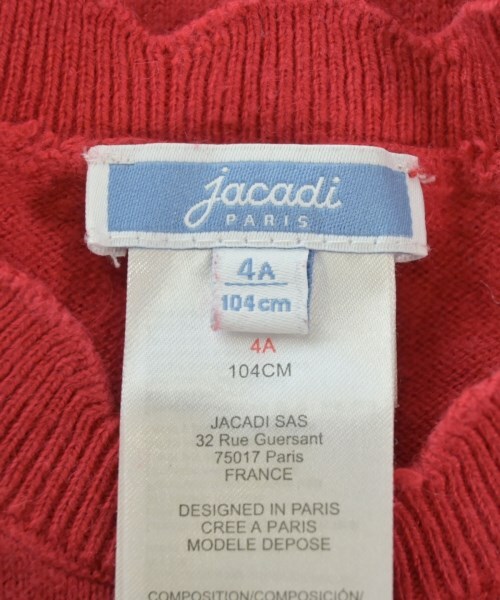 jacadi
PARIS
4A
104cm
4A
104CM
JACADI SAS
32 Rue Guersant
75017 Paris
FRANCE
DESIGNED IN PARIS
CREE A PARIS
MODELE DEPOSE
COMPOSITION/COMPOSICIÓN/